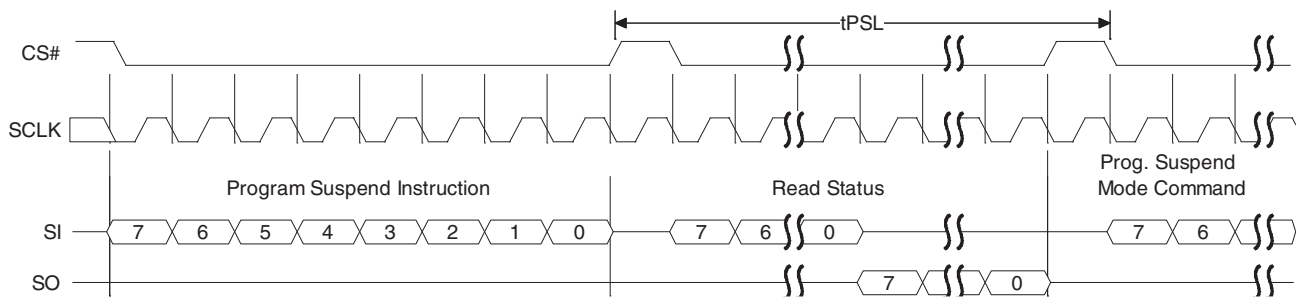 tPSL
CS#
SCLK
Prog. Suspend
Program Suspend Instruction Read Status Mode Command
SI 7 6 5 4 3 2 1 0 7 6 0 7 6
SO 7 0